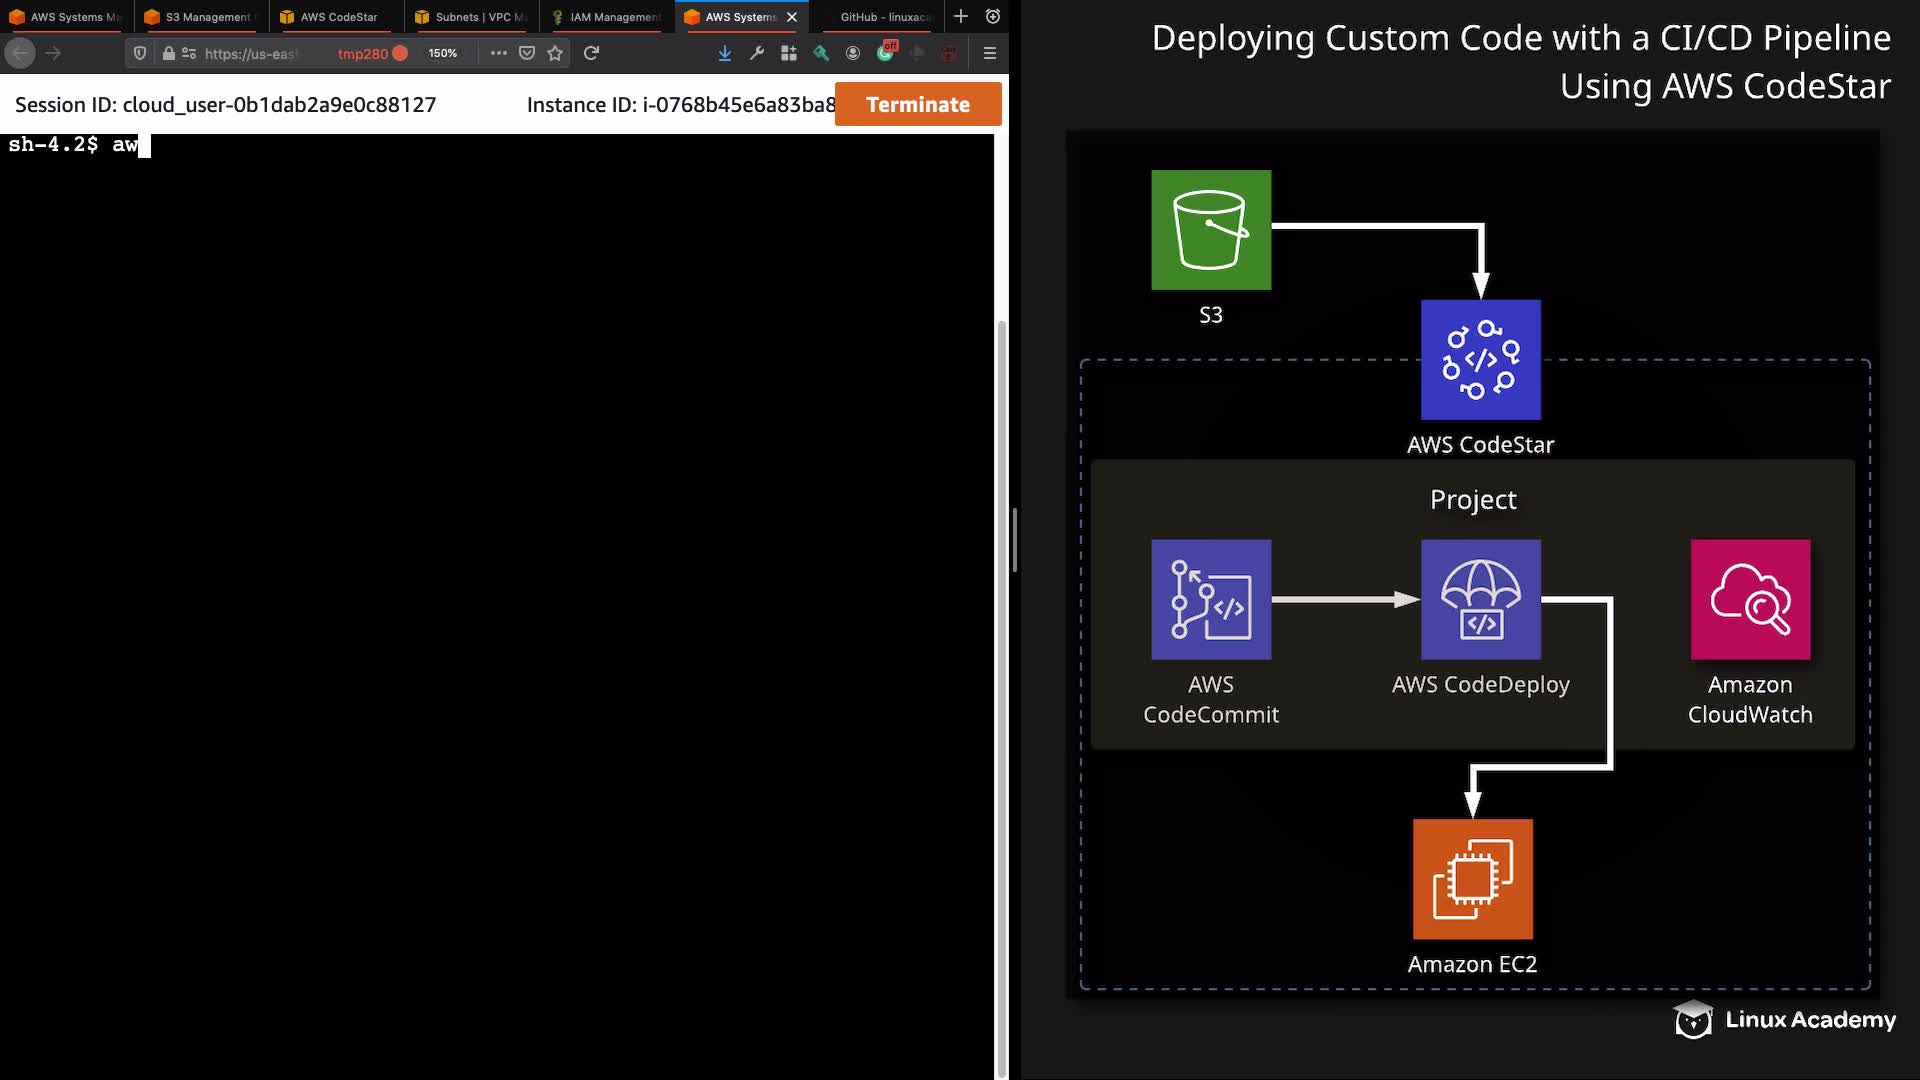 AWS Systems Ma
S3 Management C
AWS CodeStar
Subnets | VPC Ma
IAM Management
AWS Systems
GitHub - linuxaca
https://us-eas
tmp280
150%
off
Session ID: cloud_user-0b1dab2a9e0c88127
Instance ID: i-0768b45e6a83ba8
Terminate
sh-4.2$ aw
Deploying Custom Code with a CI/CD Pipeline
Using AWS CodeStar
S3
AWS CodeStar
Project
AWS
CodeCommit
AWS CodeDeploy
Amazon
CloudWatch
Amazon EC2
Linux Academy